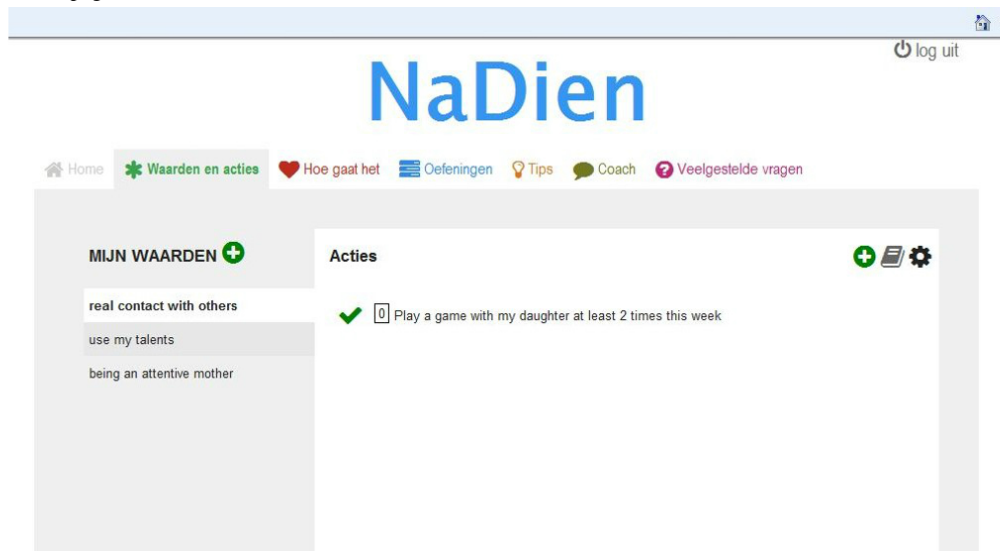 log uit
NaDien
Home Waarden en acties Hoe gaat het Oefeningen Tips Coach Veelgestelde vragen
MIJN WAARDEN
real contact with others
use my talents
being an attentive mother
Acties
0 Play a game with my daughter at least 2 times this week